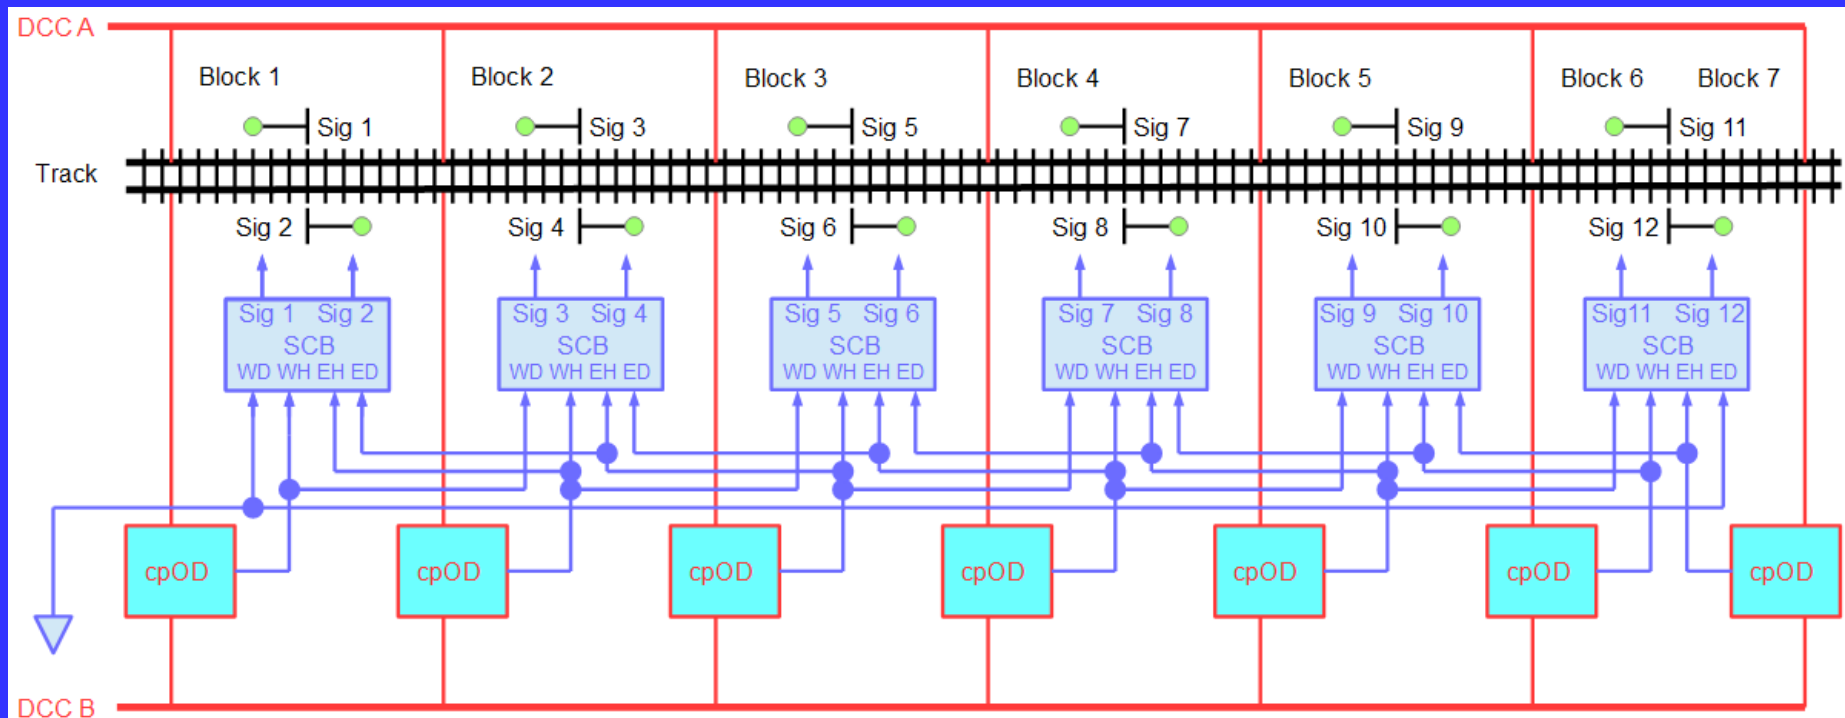 DCC A
Block 1 Block 2 Block 3 Block 4 Block 5 Block 6 Block 7
Sig 1 Sig 3 Sig 5 Sig 7 Sig 9 Sig 11
Track
Sig 2 Sig 4 Sig 6 Sig 8 Sig 10 Sig 12
Sig 1 Sig 2 Sig 3 Sig 4 Sig 5 Sig 6 Sig 7 Sig 8 Sig 9 Sig 10 Sig11 Sig 12
SCB SCB SCB SCB SCB SCB
WD WH EH ED WD WH EH ED WD WH EH ED WD WH EH ED WD WH EH ED WD WH EH ED
cpOD cpOD cpOD cpOD cpOD cpOD cpOD
DCC B